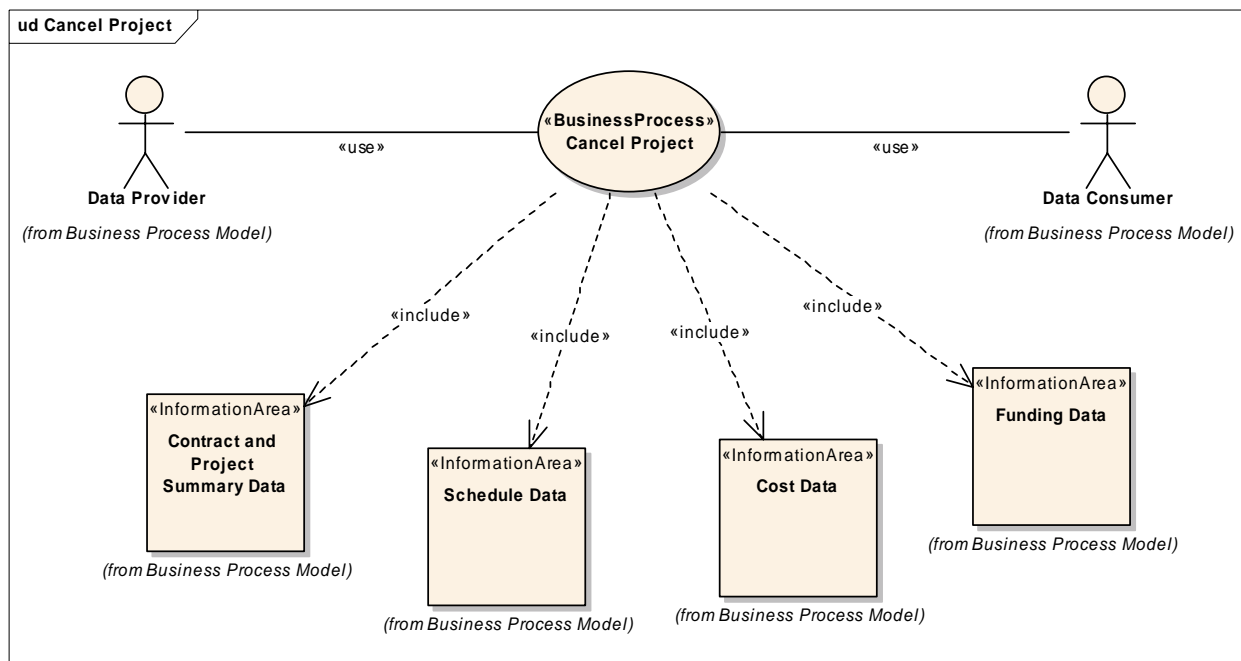 ud Cancel Project
«BusinessProcess»
Cancel Project
«use»
«use»
Data Provider
(from Business Process Model)
Data Consumer
(from Business Process Model)
«include»
«include»
«include»
«include»
«InformationArea»
Contract and
Project
Summary Data
(from Business Process Model)
«InformationArea»
Schedule Data
(from Business Process Model)
«InformationArea»
Cost Data
(from Business Process Model)
«InformationArea»
Funding Data
(from Business Process Model)